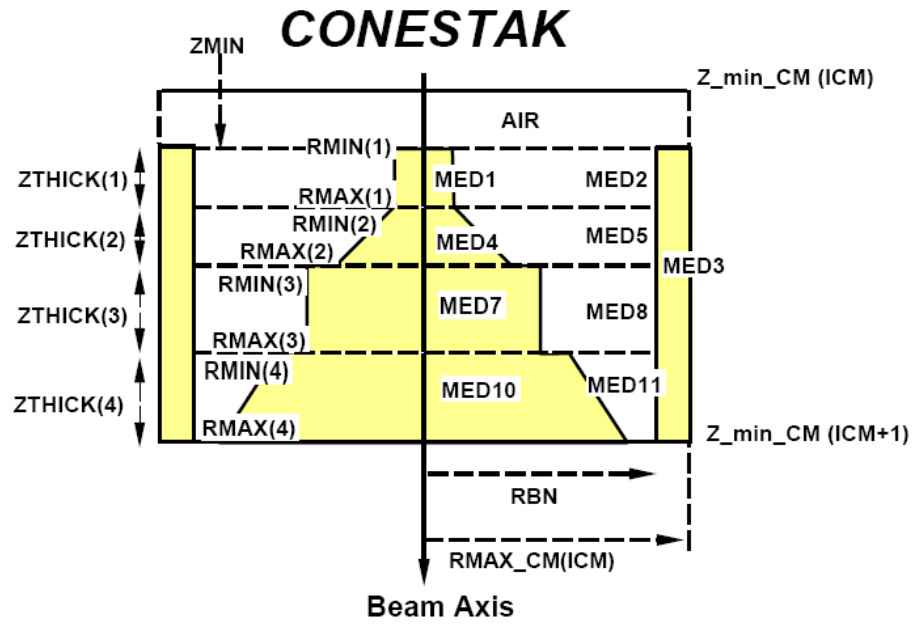 CONESTAK
ZMIN
Z_min_CM (ICM)
AIR
RMIN(1)
ZTHICK(1)
MED1
MED2
RMAX(1)
RMIN(2)
ZTHICK(2)
MED4
MED5
RMAX(2)
MED3
RMIN(3)
ZTHICK(3)
MED7
MED8
RMAX(3)
RMIN(4)
ZTHICK(4)
MED10
MED11
RMAX(4)
Z_min_CM (ICM+1)
RBN
RMAX_CM(ICM)
Beam Axis